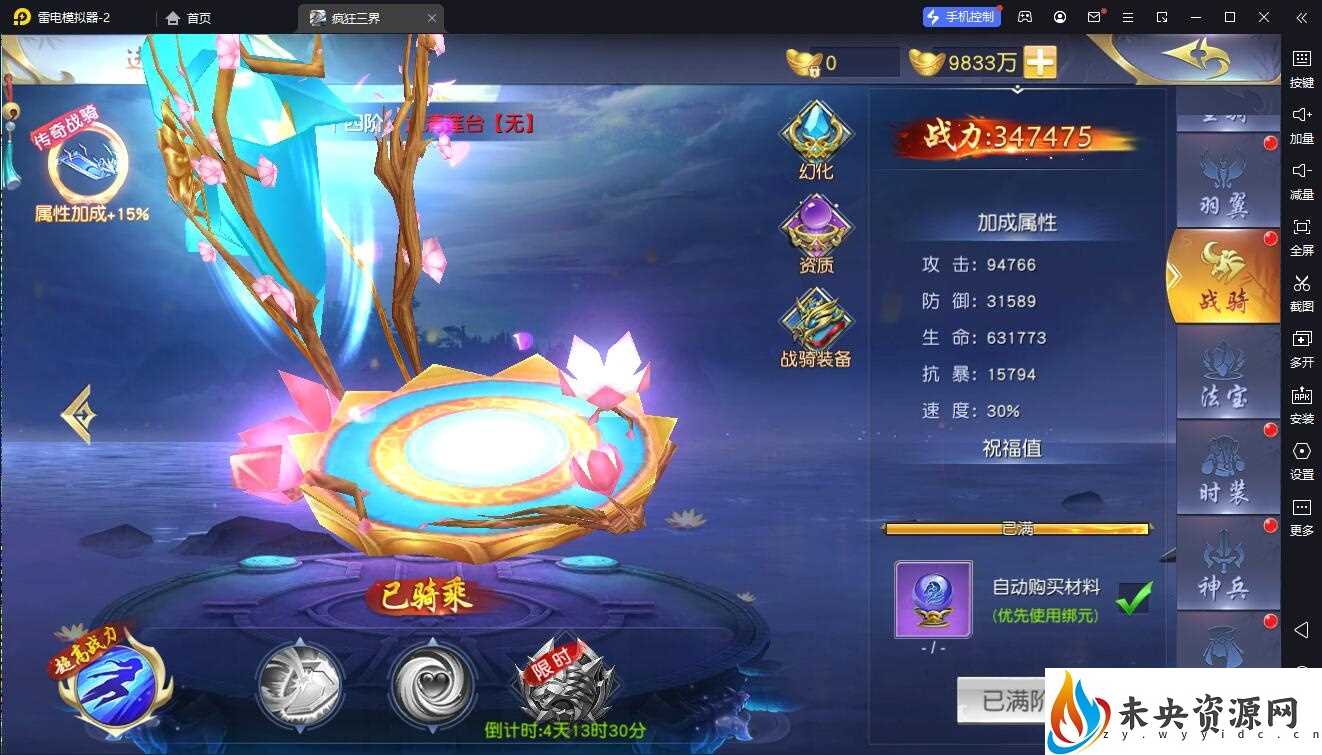 雷电模拟器-2
首页
疯狂三界
手机控制
0
9833万
传奇战骑
属性加成+15%
莲台【无】
幻化
资质
战骑装备
战力:347475
加成属性
攻 击: 94766
防 御: 31589
生 命: 631773
抗 暴: 15794
速 度: 30%
祝福值
已满
自动购买材料
(优先使用绑元)
- / -
已满阶
已骑乘
超高战力
限时
倒计时:4天13时30分
羽翼
战骑
法宝
时装
神兵
按键
加量
减量
全屏
截图
多开
APK
安装
设置
更多
未央资源网
zy.wyyidc.cn